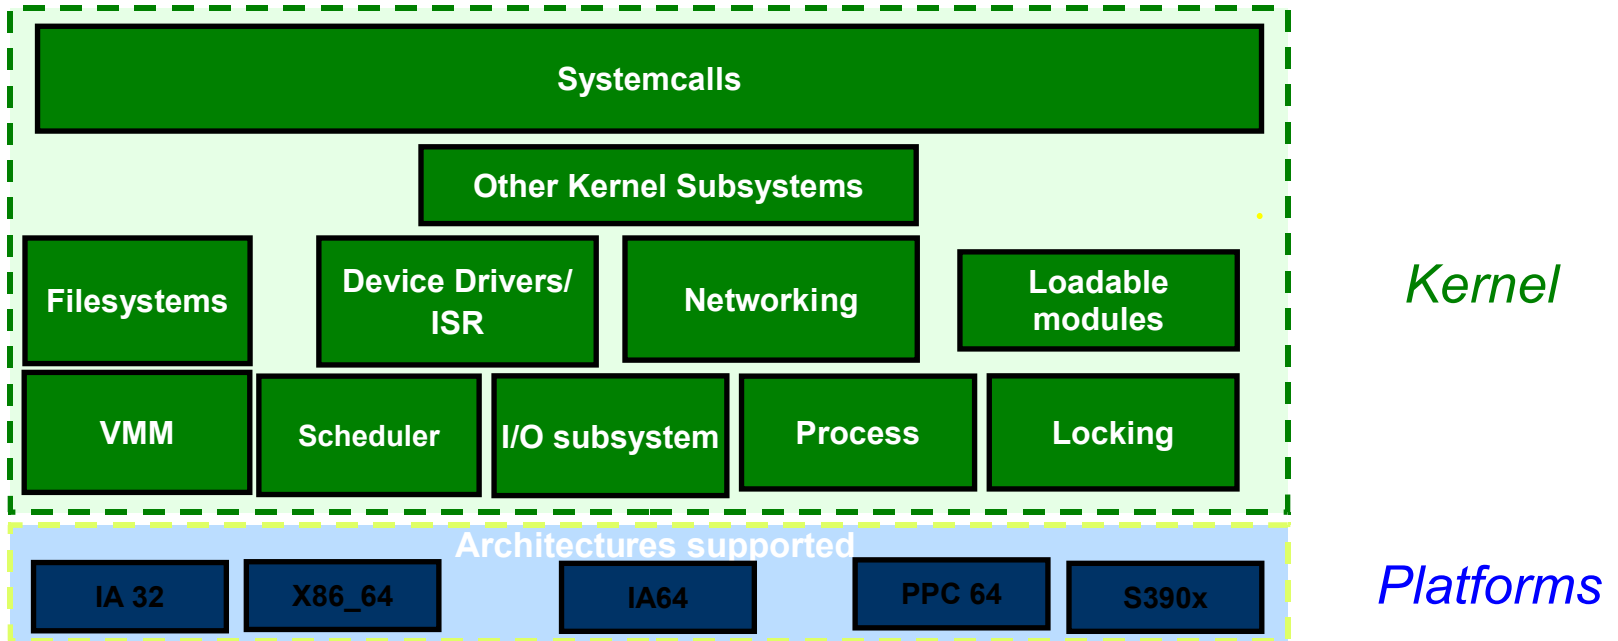 Systemcalls
Other Kernel Subsystems
Filesystems
Device Drivers/
ISR
Networking
Loadable
modules
Kernel
VMM
Scheduler
I/O subsystem
Process
Locking
Architectures supported
IA 32
X86_64
IA64
PPC 64
S390x
Platforms